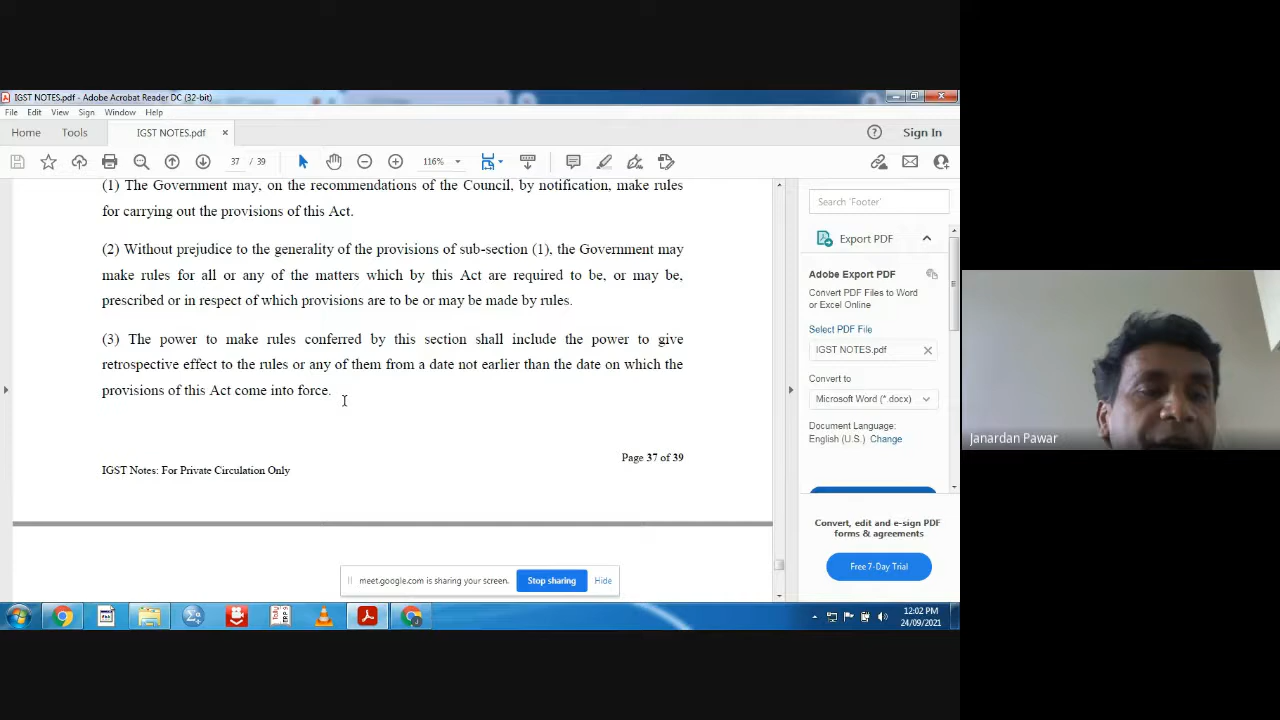 IGST NOTES.pdf - Adobe Acrobat Reader DC (32-bit)
File Edit View Sign Window Help
Home Tools IGST NOTES.pdf × ? Sign In
37 / 39 116%
(1) The Government may, on the recommendations of the Council, by notification, make rules
for carrying out the provisions of this Act.
(2) Without prejudice to the generality of the provisions of sub-section (1), the Government may
make rules for all or any of the matters which by this Act are required to be, or may be,
prescribed or in respect of which provisions are to be or may be made by rules.
(3) The power to make rules conferred by this section shall include the power to give
retrospective effect to the rules or any of them from a date not earlier than the date on which the
provisions of this Act come into force.
Page 37 of 39
IGST Notes: For Private Circulation Only
Search 'Footer'
Export PDF
Adobe Export PDF
Convert PDF Files to Word
or Excel Online
Select PDF File
IGST NOTES.pdf
Convert to
Microsoft Word (*.docx)
Document Language:
English (U.S.) Change
Convert, edit and e-sign PDF
forms & agreements
Free 7-Day Trial
meet.google.com is sharing your screen. Stop sharing Hide
12:02 PM
24/09/2021
Janardan Pawar